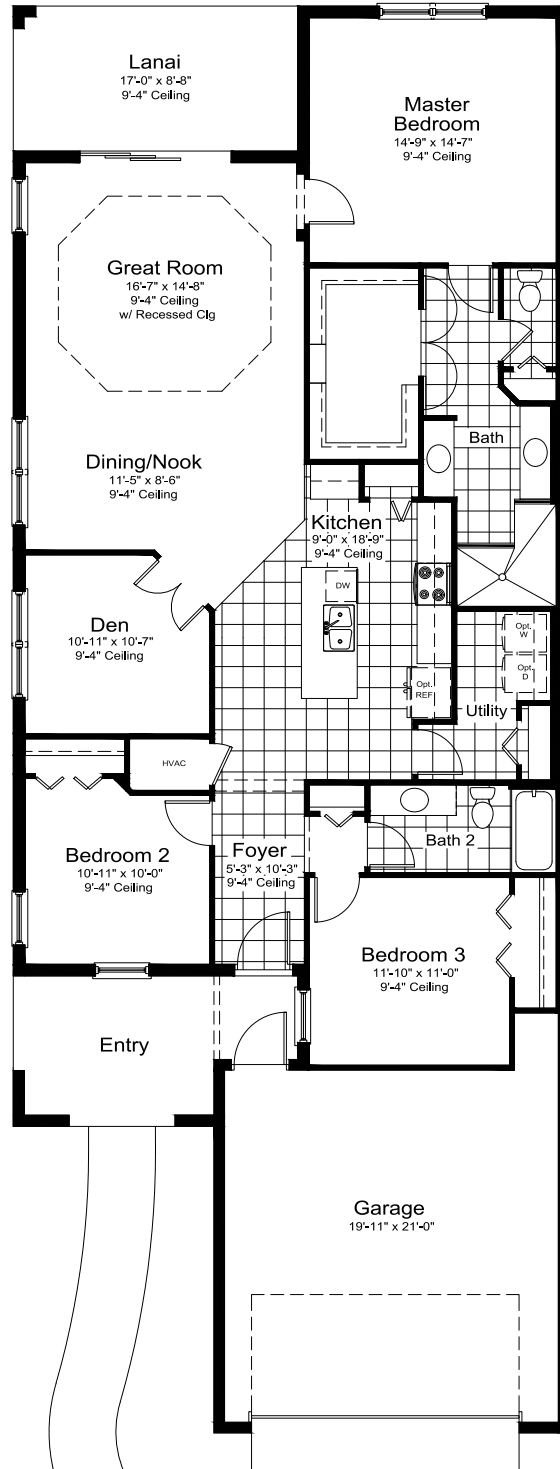 Lanai
17'-0" x 8'-8"
9'-4" Ceiling
Master
Bedroom
14'-9" x 14'-7"
9'-4" Ceiling
Great Room
16'-7" x 14'-8"
9'-4" Ceiling
w/ Recessed Clg
Bath
Dining/Nook
11'-5" x 8'-6"
9'-4" Ceiling
Kitchen
9'-0" x 18'-9"
9'-4" Ceiling
DW
Den
10'-11" x 10'-7"
9'-4" Ceiling
Opt.
W
Opt.
D
Opt.
REF
Utility
HVAC
Bedroom 2
10'-11" x 10'-0"
9'-4" Ceiling
Foyer
5'-3" x 10'-3"
9'-4" Ceiling
Bath 2
Bedroom 3
11'-10" x 11'-0"
9'-4" Ceiling
Entry
Garage
19'-11" x 21'-0"